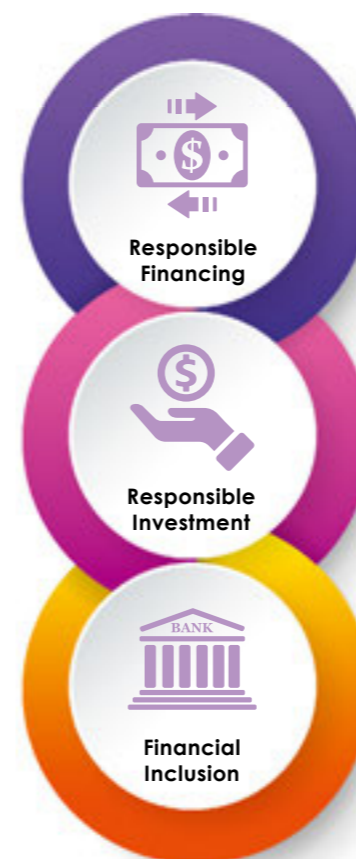 $
Responsible
Financing
$
Responsible
Investment
BANK
Financial
Inclusion